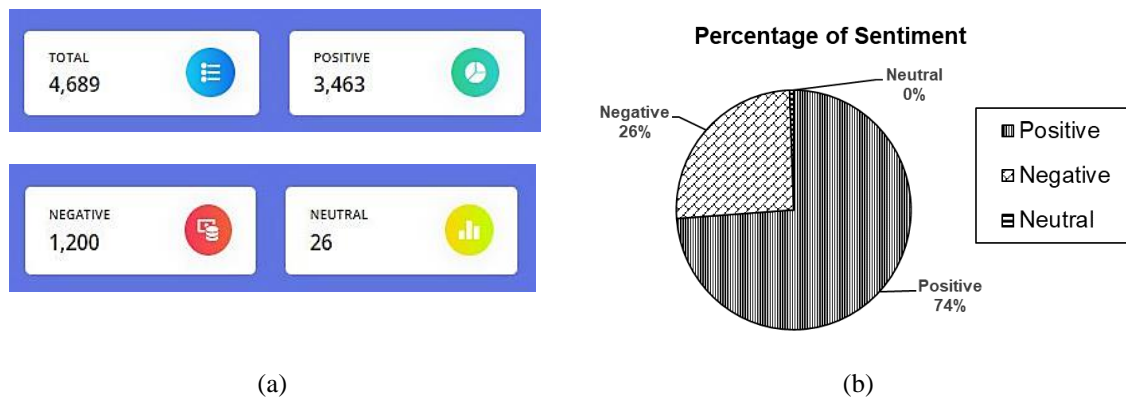 TOTAL
4,689
POSITIVE
3,463
NEGATIVE
1,200
NEUTRAL
26
(a)
Percentage of Sentiment
Neutral
0%
Negative
26%
Positive
74%
Positive
Negative
Neutral
(b)